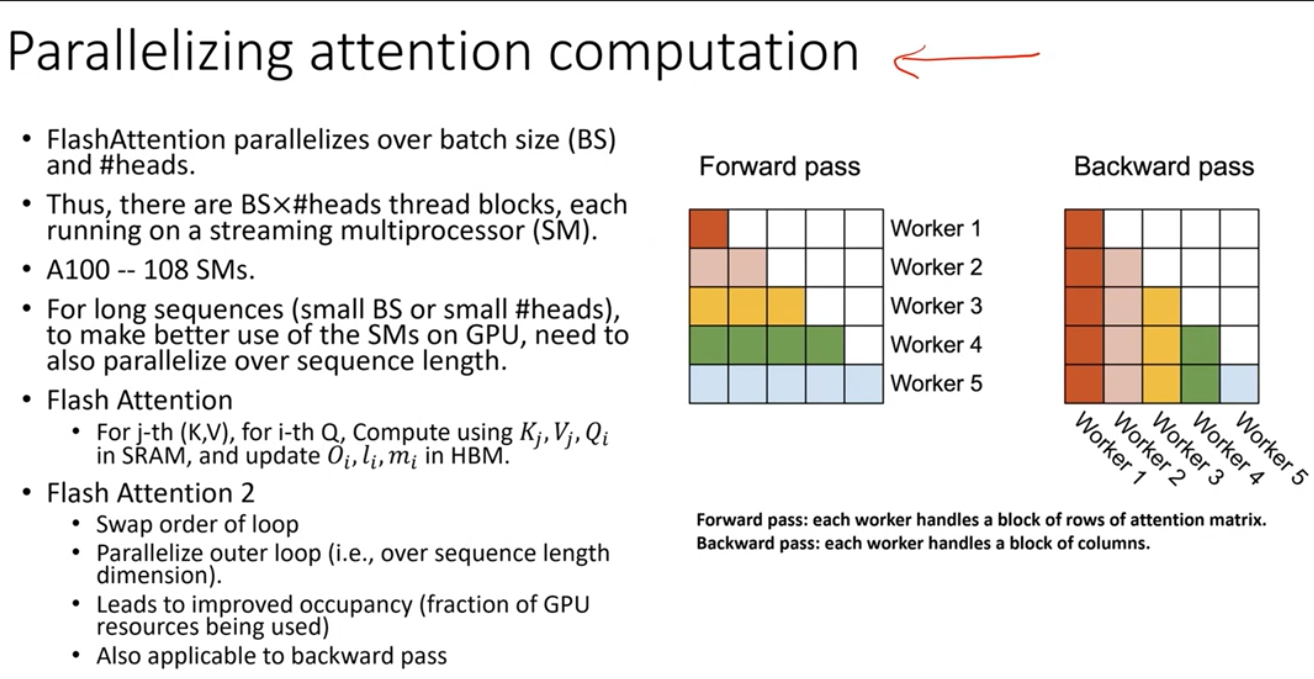 Parallelizing attention computation
• FlashAttention parallelizes over batch size (BS)
and #heads.
• Thus, there are BS×#heads thread blocks, each
running on a streaming multiprocessor (SM).
• A100 -- 108 SMs.
• For long sequences (small BS or small #heads),
to make better use of the SMs on GPU, need to
also parallelize over sequence length.
• Flash Attention
• For j-th (K,V), for i-th Q, Compute using Kⱼ, Vⱼ, Qᵢ
in SRAM, and update Oᵢ, lᵢ, mᵢ in HBM.
• Flash Attention 2
• Swap order of loop
• Parallelize outer loop (i.e., over sequence length
dimension).
• Leads to improved occupancy (fraction of GPU
resources being used)
• Also applicable to backward pass
Forward pass
Worker 1
Worker 2
Worker 3
Worker 4
Worker 5
Backward pass
Worker 1
Worker 2
Worker 3
Worker 4
Worker 5
Forward pass: each worker handles a block of rows of attention matrix.
Backward pass: each worker handles a block of columns.